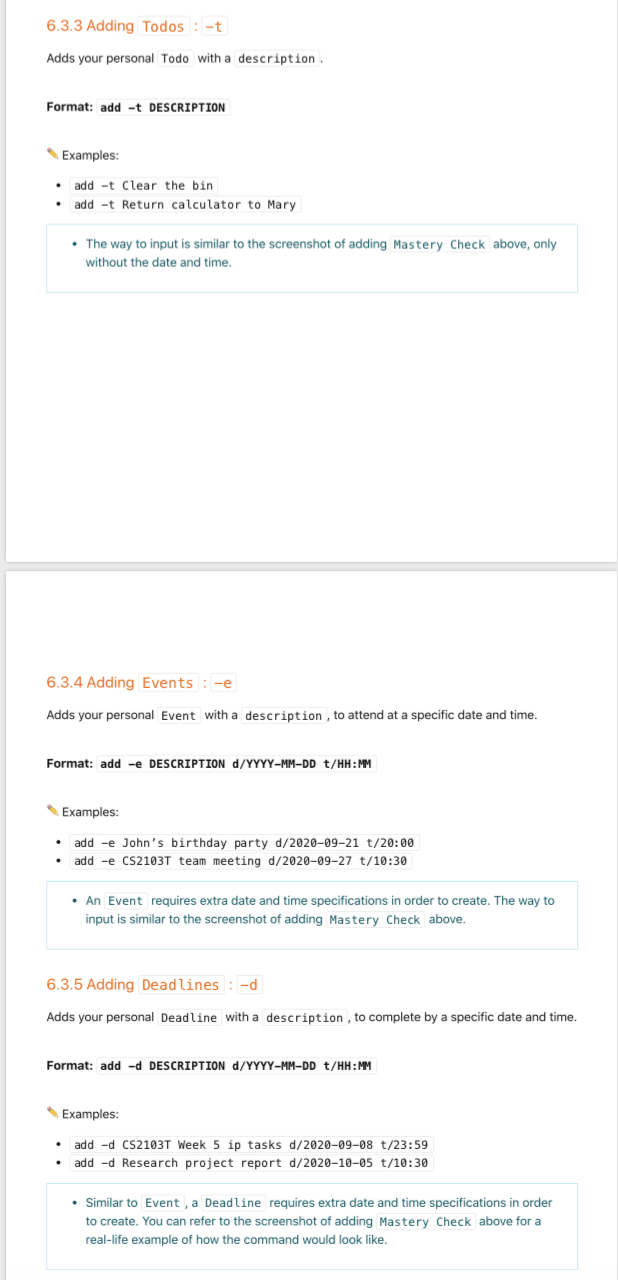 6.3.3 Adding Todos : -t
Adds your personal Todo with a description .
Format: add -t DESCRIPTION
✏️ Examples:
• add -t Clear the bin
• add -t Return calculator to Mary
• The way to input is similar to the screenshot of adding Mastery Check above, only
without the date and time.
6.3.4 Adding Events : -e
Adds your personal Event with a description , to attend at a specific date and time.
Format: add -e DESCRIPTION d/YYYY-MM-DD t/HH:MM
✏️ Examples:
• add -e John’s birthday party d/2020-09-21 t/20:00
• add -e CS2103T team meeting d/2020-09-27 t/10:30
• An Event requires extra date and time specifications in order to create. The way to
input is similar to the screenshot of adding Mastery Check above.
6.3.5 Adding Deadlines : -d
Adds your personal Deadline with a description , to complete by a specific date and time.
Format: add -d DESCRIPTION d/YYYY-MM-DD t/HH:MM
✏️ Examples:
• add -d CS2103T Week 5 ip tasks d/2020-09-08 t/23:59
• add -d Research project report d/2020-10-05 t/10:30
• Similar to Event , a Deadline requires extra date and time specifications in order
to create. You can refer to the screenshot of adding Mastery Check above for a
real-life example of how the command would look like.